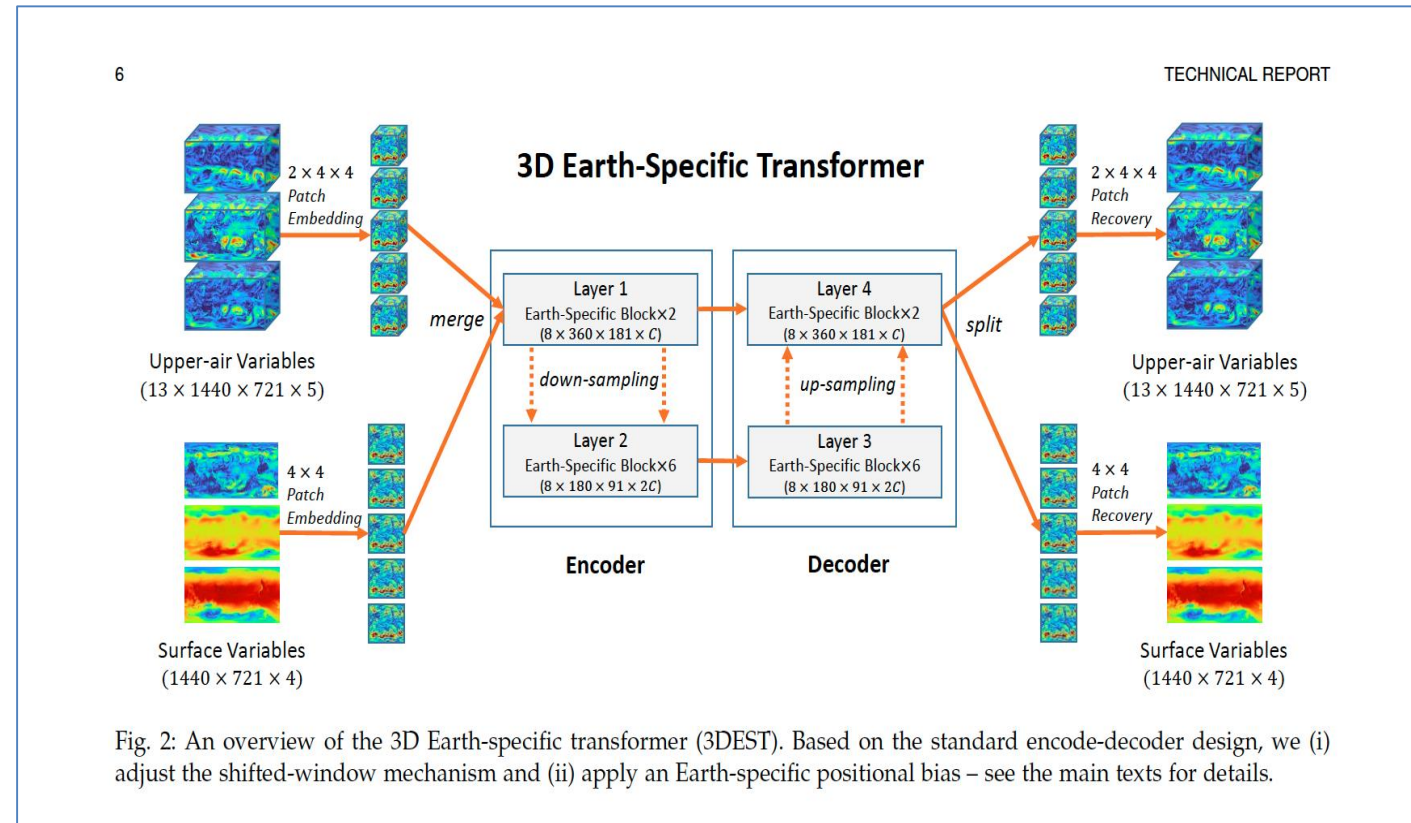 6
TECHNICAL REPORT
3D Earth-Specific Transformer
2 × 4 × 4
Patch
Embedding
Upper-air Variables
(13 × 1440 × 721 × 5)
4 × 4
Patch
Embedding
Surface Variables
(1440 × 721 × 4)
merge
Layer 1
Earth-Specific Block×2
(8 × 360 × 181 × C)
down-sampling
Layer 2
Earth-Specific Block×6
(8 × 180 × 91 × 2C)
Encoder
Layer 4
Earth-Specific Block×2
(8 × 360 × 181 × C)
up-sampling
Layer 3
Earth-Specific Block×6
(8 × 180 × 91 × 2C)
Decoder
split
2 × 4 × 4
Patch
Recovery
Upper-air Variables
(13 × 1440 × 721 × 5)
4 × 4
Patch
Recovery
Surface Variables
(1440 × 721 × 4)
Fig. 2: An overview of the 3D Earth-specific transformer (3DEST). Based on the standard encode-decoder design, we (i)
adjust the shifted-window mechanism and (ii) apply an Earth-specific positional bias – see the main texts for details.